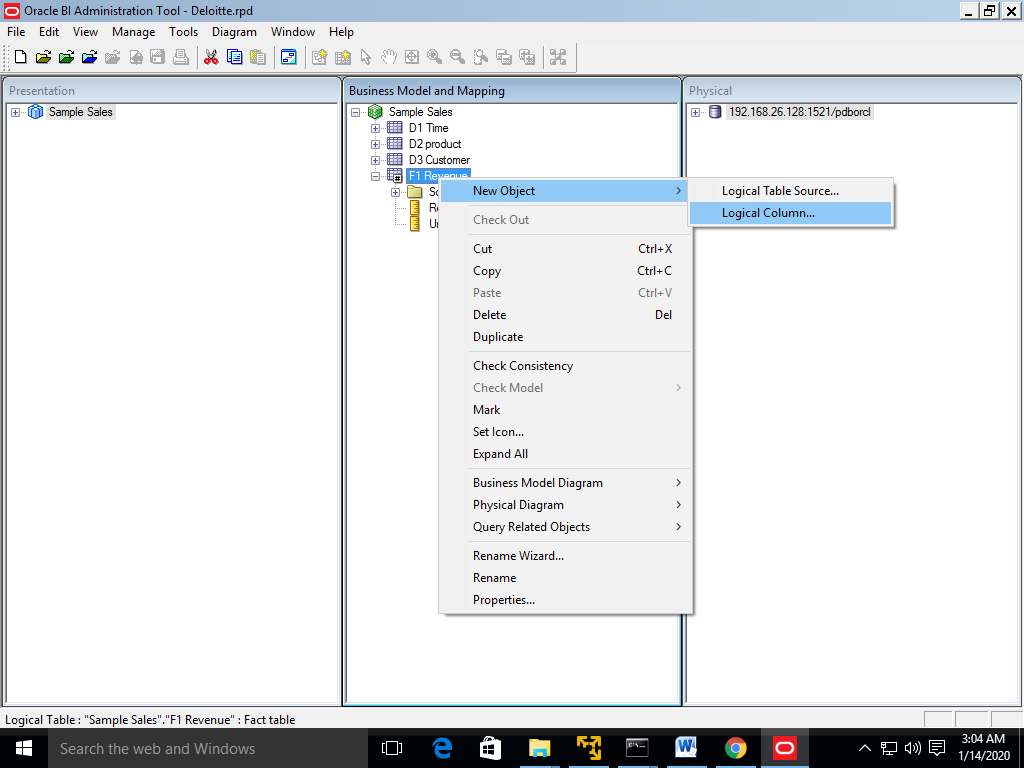 Oracle BI Administration Tool - Deloitte.rpd
File Edit View Manage Tools Diagram Window Help
Presentation
Sample Sales
Business Model and Mapping
Sample Sales
D1 Time
D2 product
D3 Customer
F1 Revenue
Physical
192.168.26.128:1521/pdborcl
New Object
Check Out
Cut Ctrl+X
Copy Ctrl+C
Paste Ctrl+V
Delete Del
Duplicate
Check Consistency
Check Model
Mark
Set Icon...
Expand All
Business Model Diagram
Physical Diagram
Query Related Objects
Rename Wizard...
Rename
Properties...
Logical Table Source...
Logical Column...
Logical Table : "Sample Sales"."F1 Revenue" : Fact table
Search the web and Windows
3:04 AM
1/14/2020